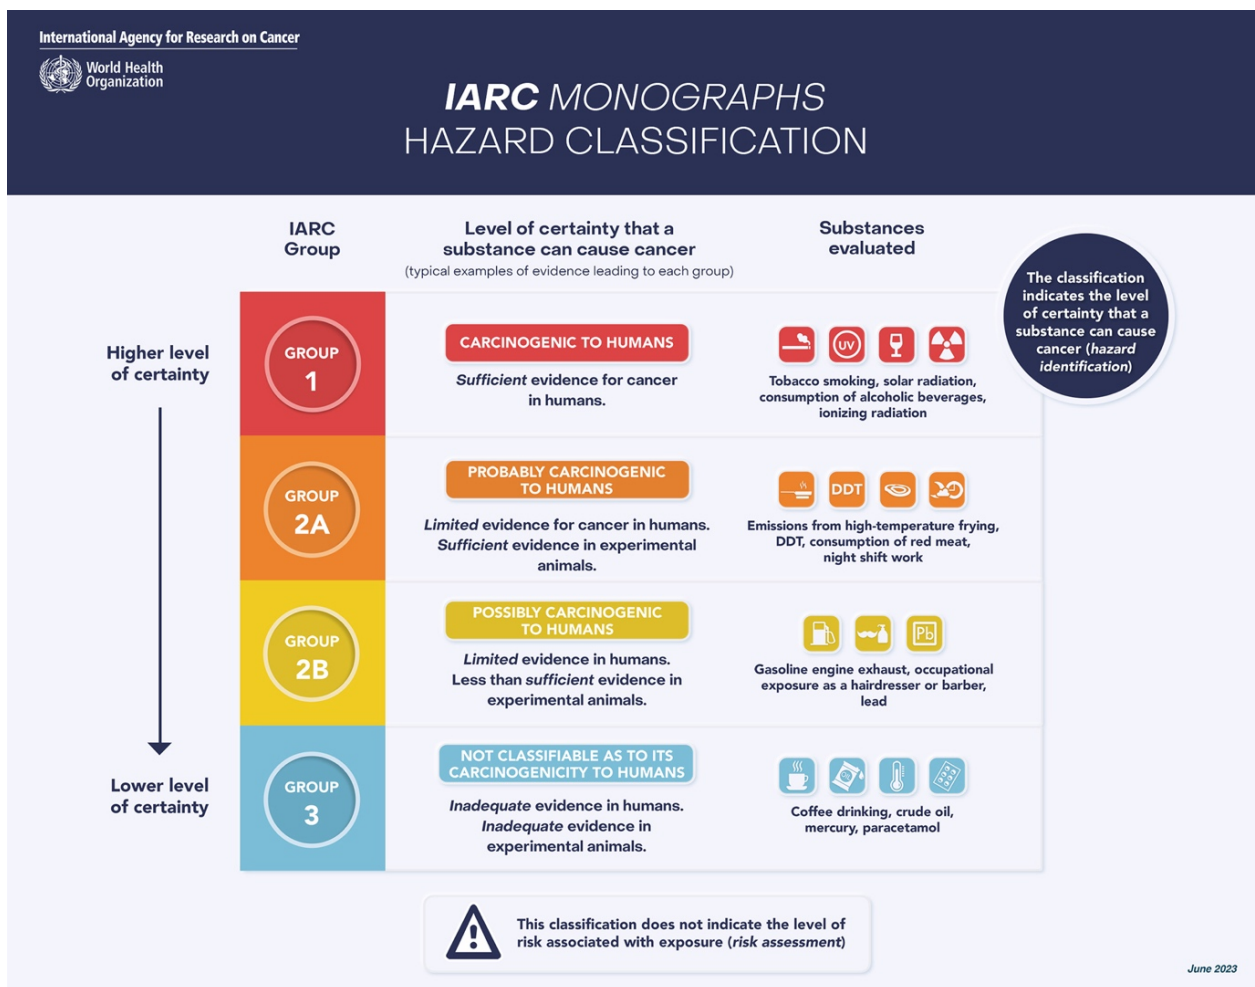 International Agency for Research on Cancer
World Health
Organization
IARC MONOGRAPHS
HAZARD CLASSIFICATION
IARC
Group
Level of certainty that a
substance can cause cancer
(typical examples of evidence leading to each group)
Substances
evaluated
The classification
indicates the level
of certainty that a
substance can cause
cancer (hazard
identification)
Higher level
of certainty
GROUP
1
CARCINOGENIC TO HUMANS
Sufficient evidence for cancer
in humans.
UV
Tobacco smoking, solar radiation,
consumption of alcoholic beverages,
ionizing radiation
GROUP
2A
PROBABLY CARCINOGENIC
TO HUMANS
Limited evidence for cancer in humans.
Sufficient evidence in experimental
animals.
DDT
Emissions from high-temperature frying,
DDT, consumption of red meat,
night shift work
GROUP
2B
POSSIBLY CARCINOGENIC
TO HUMANS
Limited evidence in humans.
Less than sufficient evidence in
experimental animals.
Pb
Gasoline engine exhaust, occupational
exposure as a hairdresser or barber,
lead
Lower level
of certainty
GROUP
3
NOT CLASSIFIABLE AS TO ITS
CARCINOGENICITY TO HUMANS
Inadequate evidence in humans.
Inadequate evidence in
experimental animals.
OIL
Coffee drinking, crude oil,
mercury, paracetamol
This classification does not indicate the level of
risk associated with exposure (risk assessment)
June 2023